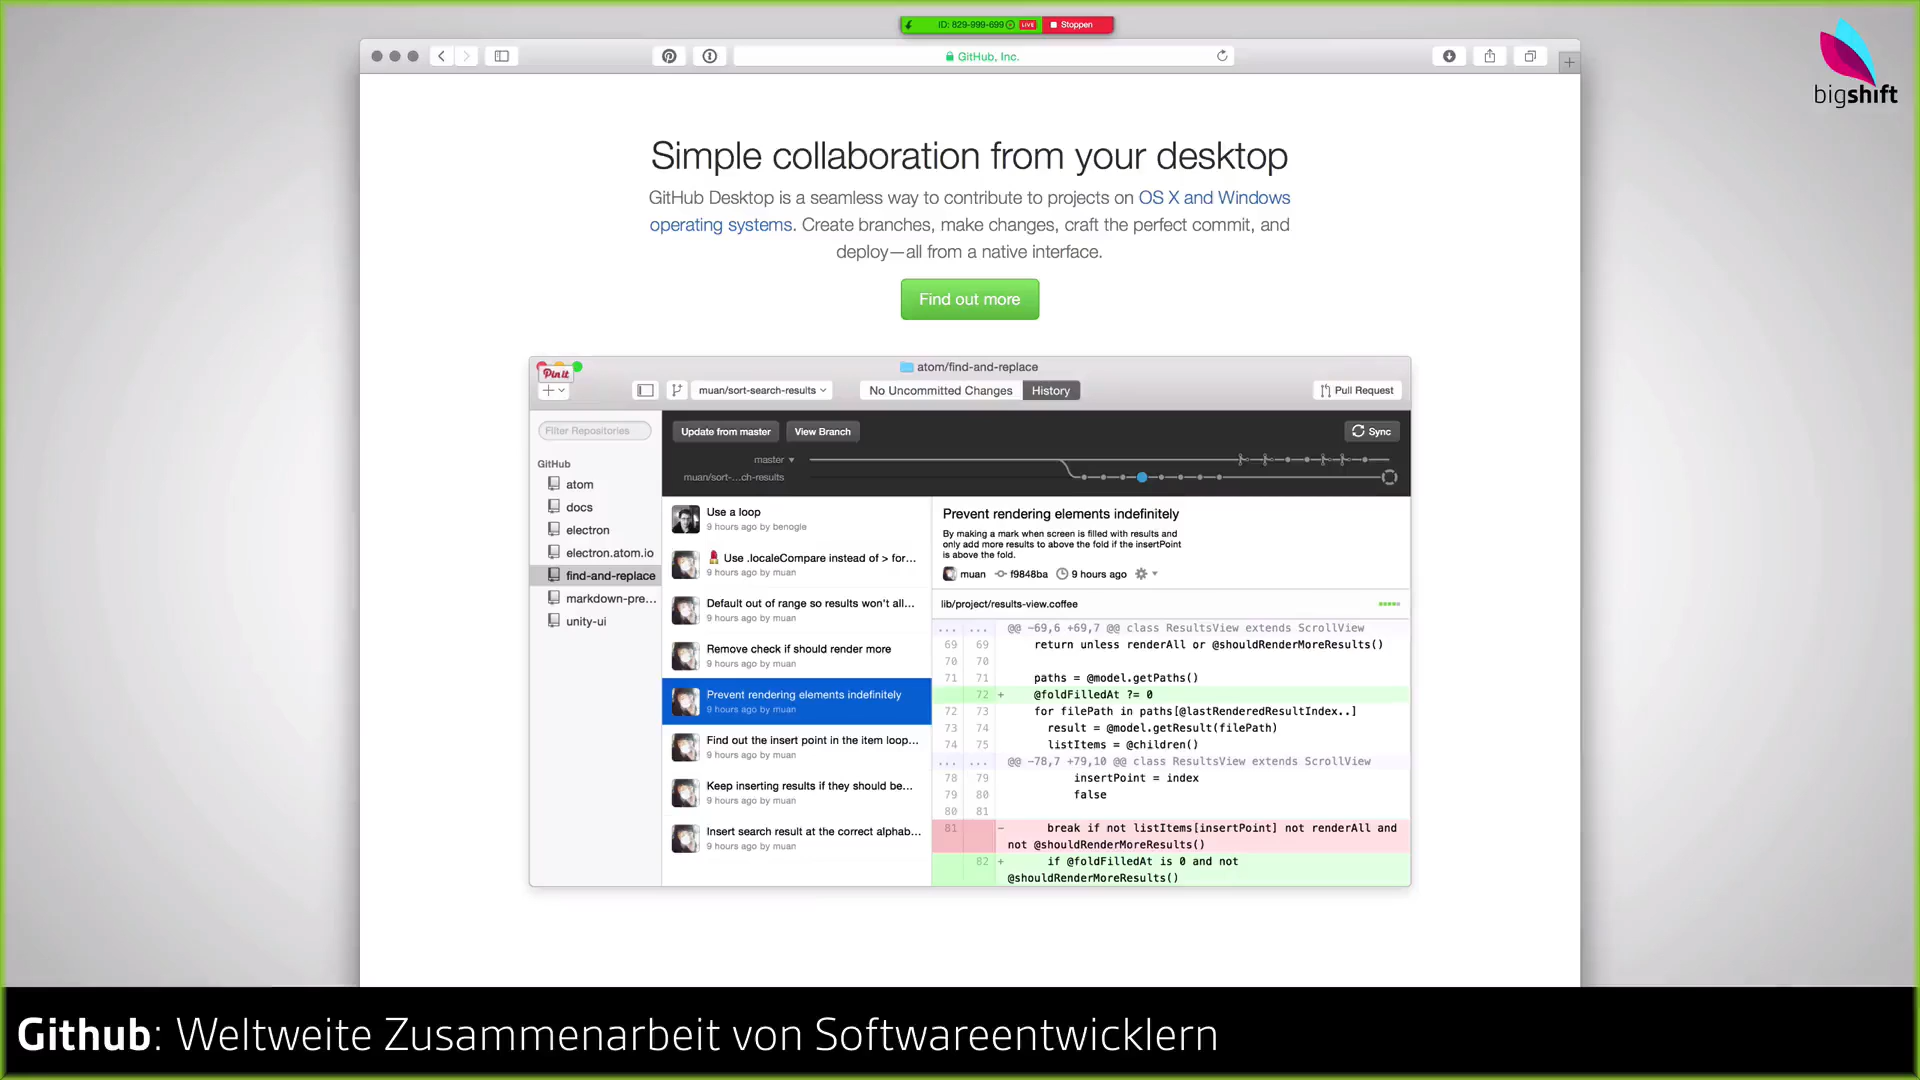 ID: 829-999-699 LIVE Stoppen
GitHub, Inc.
bigshift
Simple collaboration from your desktop
GitHub Desktop is a seamless way to contribute to projects on OS X and Windows
operating systems. Create branches, make changes, craft the perfect commit, and
deploy—all from a native interface.
Find out more
atom/find-and-replace
Pin it
muan/sort-search-results
No Uncommitted Changes
History
Pull Request
Filter Repositories
GitHub
atom
docs
electron
electron.atom.io
find-and-replace
markdown-pre...
unity-ui
Update from master
View Branch
Sync
master
muan/sort-...ch-results
Use a loop
9 hours ago by benogle
Use .localeCompare instead of > for...
9 hours ago by muan
Default out of range so results won't all...
9 hours ago by muan
Remove check if should render more
9 hours ago by muan
Prevent rendering elements indefinitely
9 hours ago by muan
Find out the insert point in the item loop...
9 hours ago by muan
Keep inserting results if they should be...
9 hours ago by muan
Insert search result at the correct alphab...
9 hours ago by muan
Prevent rendering elements indefinitely
By making a mark when screen is filled with results and
only add more results to above the fold if the insertPoint
is above the fold.
muan f9848ba 9 hours ago
lib/project/results-view.coffee
... ... @@ -69,6 +69,7 @@ class ResultsView extends ScrollView
69 69 return unless renderAll or @shouldRenderMoreResults()
70 70
71 71 paths = @model.getPaths()
72 + @foldFilledAt ?= 0
72 73 for filePath in paths[@lastRenderedResultIndex..]
73 74 result = @model.getResult(filePath)
74 75 listItems = @children()
... ... @@ -78,7 +79,10 @@ class ResultsView extends ScrollView
78 79 insertPoint = index
79 80 false
80 81
81 - break if not listItems[insertPoint] not renderAll and
not @shouldRenderMoreResults()
82 + if @foldFilledAt is 0 and not
@shouldRenderMoreResults()
Github: Weltweite Zusammenarbeit von Softwareentwicklern